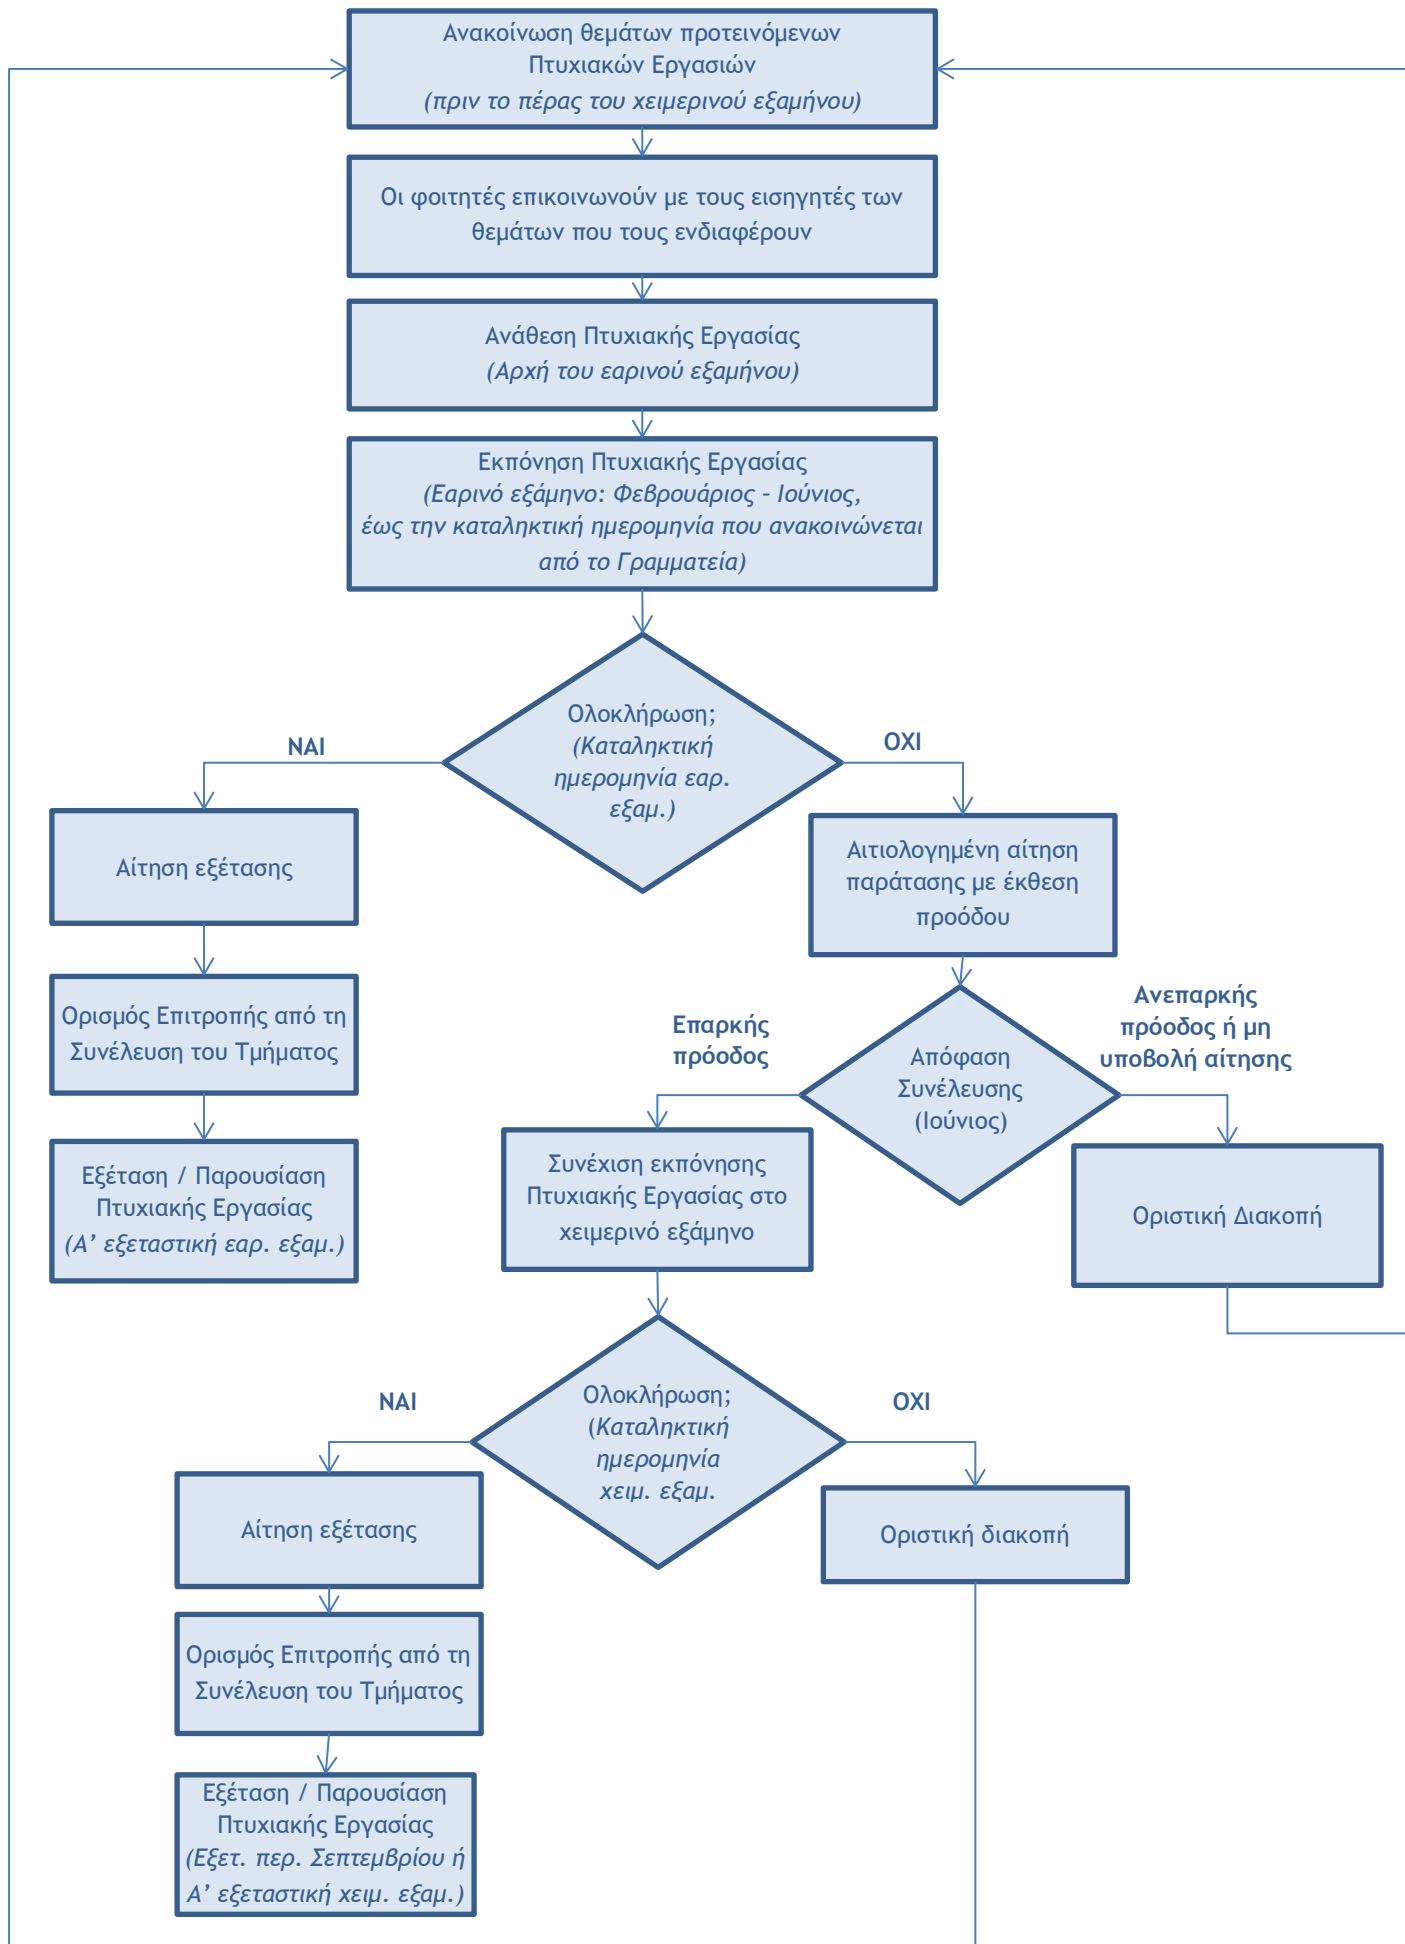 Ανακοίνωση θεμάτων προτεινόμενων
Πτυχιακών Εργασιών
(πριν το πέρας του χειμερινού εξαμήνου)
Οι φοιτητές επικοινωνούν με τους εισηγητές των
θεμάτων που τους ενδιαφέρουν
Ανάθεση Πτυχιακής Εργασίας
(Αρχή του εαρινού εξαμήνου)
Εκπόνηση Πτυχιακής Εργασίας
(Εαρινό εξάμηνο: Φεβρουάριος - Ιούνιος,
έως την καταληκτική ημερομηνία που ανακοινώνεται
από το Γραμματεία)
Ολοκλήρωση;
(Καταληκτική
ημερομηνία εαρ.
εξαμ.)
ΝΑΙ
ΟΧΙ
Αίτηση εξέτασης
Ορισμός Επιτροπής από τη
Συνέλευση του Τμήματος
Εξέταση / Παρουσίαση
Πτυχιακής Εργασίας
(Α’ εξεταστική εαρ. εξαμ.)
Αιτιολογημένη αίτηση
παράτασης με έκθεση
προόδου
Επαρκής
πρόοδος
Απόφαση
Συνέλευσης
(Ιούνιος)
Ανεπαρκής
πρόοδος ή μη
υποβολή αίτησης
Συνέχιση εκπόνησης
Πτυχιακής Εργασίας στο
χειμερινό εξάμηνο
Οριστική Διακοπή
Ολοκλήρωση;
(Καταληκτική
ημερομηνία
χειμ. εξαμ.
ΝΑΙ
ΟΧΙ
Αίτηση εξέτασης
Οριστική διακοπή
Ορισμός Επιτροπής από τη
Συνέλευση του Τμήματος
Εξέταση / Παρουσίαση
Πτυχιακής Εργασίας
(Εξετ. περ. Σεπτεμβρίου ή
Α’ εξεταστική χειμ. εξαμ.)